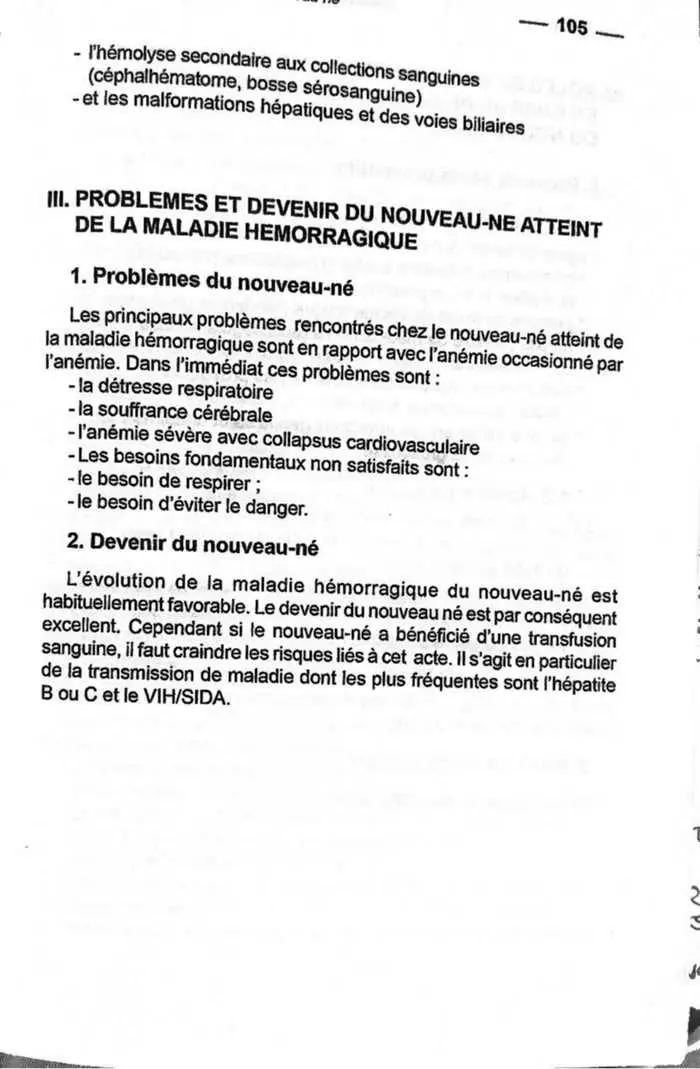 — 105 —
- l'hémolyse secondaire aux collections sanguines
(céphalhématome, bosse sérosanguine)
- et les malformations hépatiques et des voies biliaires
III. PROBLEMES ET DEVENIR DU NOUVEAU-NE ATTEINT
DE LA MALADIE HEMORRAGIQUE
1. Problèmes du nouveau-né
Les principaux problèmes rencontrés chez le nouveau-né atteint de
la maladie hémorragique sont en rapport avec l'anémie occasionné par
l'anémie. Dans l'immédiat ces problèmes sont :
- la détresse respiratoire
- la souffrance cérébrale
- l'anémie sévère avec collapsus cardiovasculaire
- Les besoins fondamentaux non satisfaits sont :
- le besoin de respirer ;
- le besoin d'éviter le danger.
2. Devenir du nouveau-né
L'évolution de la maladie hémorragique du nouveau-né est
habituellement favorable. Le devenir du nouveau né est par conséquent
excellent. Cependant si le nouveau-né a bénéficié d'une transfusion
sanguine, il faut craindre les risques liés à cet acte. Il s'agit en particulier
de la transmission de maladie dont les plus fréquentes sont l'hépatite
B ou C et le VIH/SIDA.